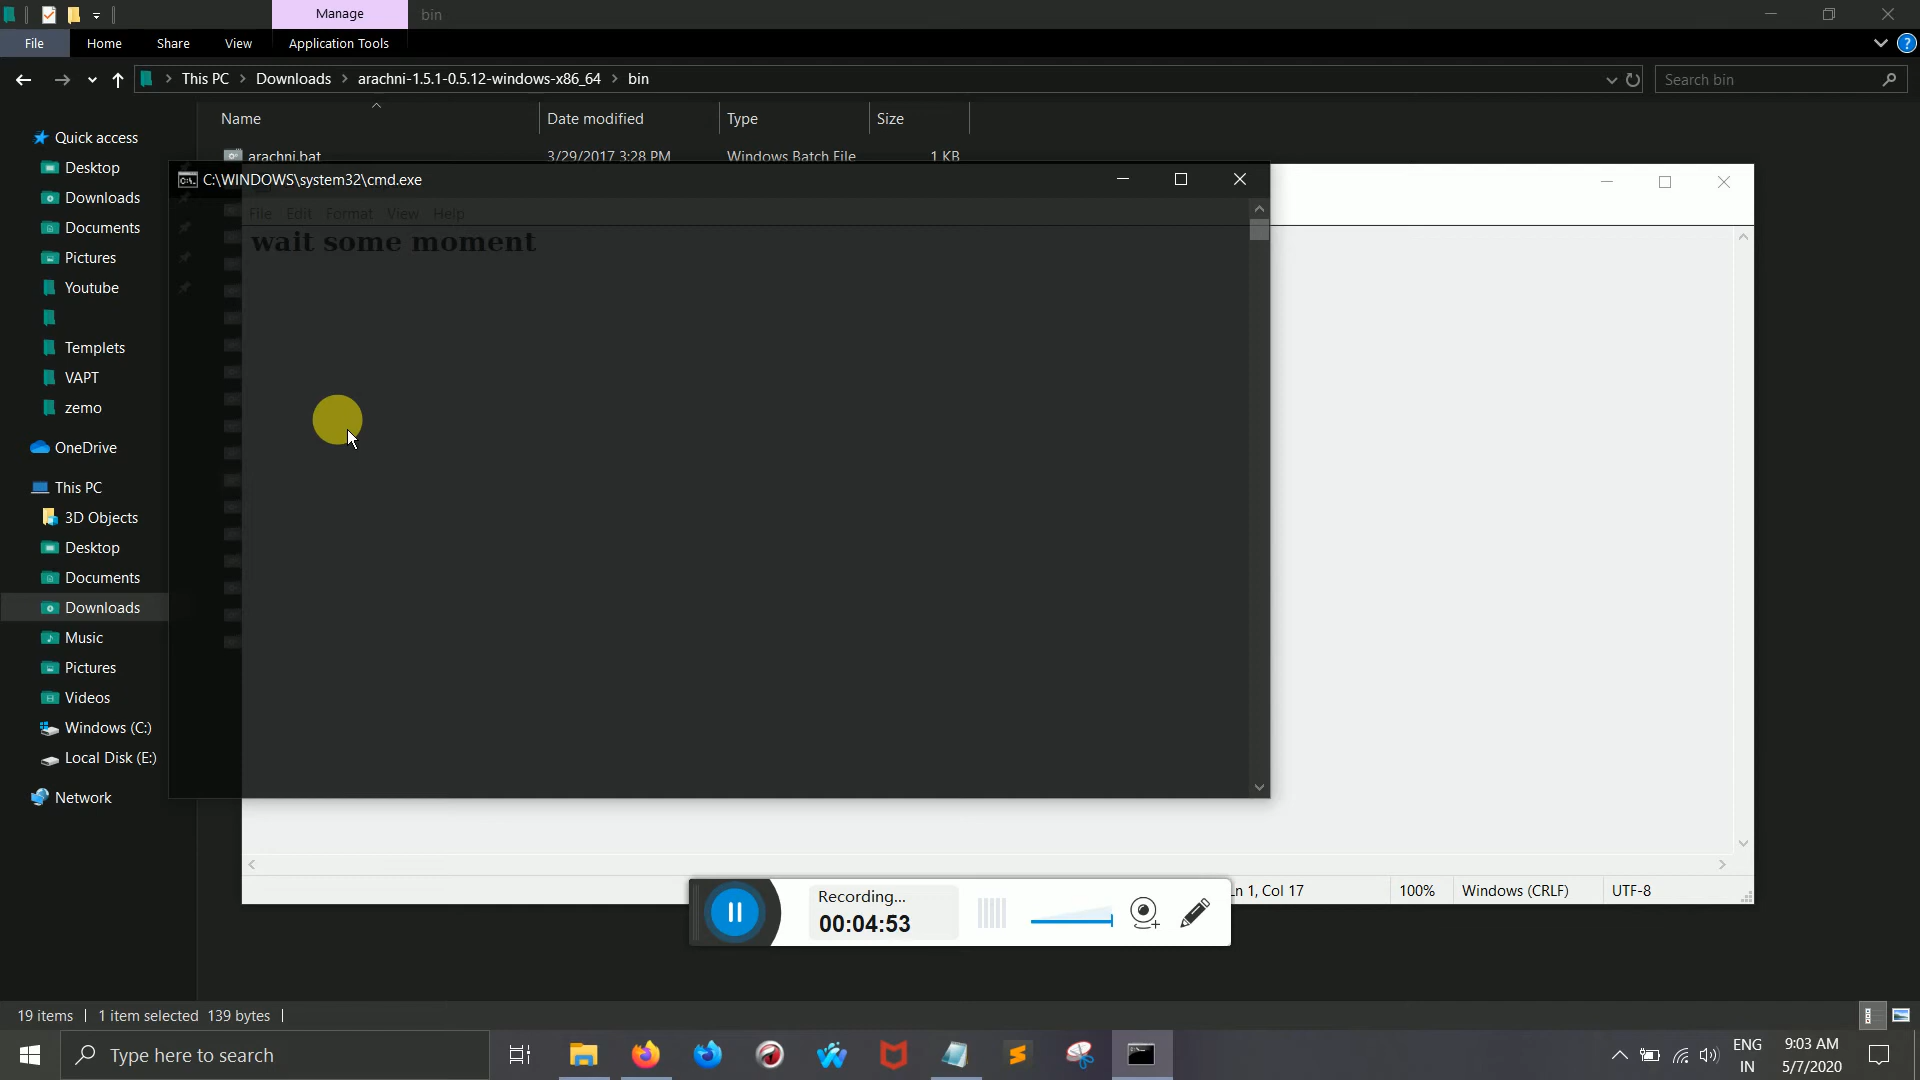 Manage
bin
File
Home
Share
View
Application Tools
This PC
Downloads
arachni-1.5.1-0.5.12-windows-x86_64
bin
Search bin
Name
Date modified
Type
Size
arachni.bat
3/29/2017 3:28 PM
Windows Batch File
1 KB
Quick access
Desktop
Downloads
Documents
Pictures
Youtube
Templets
VAPT
zemo
OneDrive
This PC
3D Objects
Desktop
Documents
Downloads
Music
Pictures
Videos
Windows (C:)
Local Disk (E:)
Network
C:\WINDOWS\system32\cmd.exe
File Edit Format View Help
wait some moment
Ln 1, Col 17
100%
Windows (CRLF)
UTF-8
Recording...
00:04:53
19 items
1 item selected 139 bytes
Type here to search
ENG
IN
9:03 AM
5/7/2020